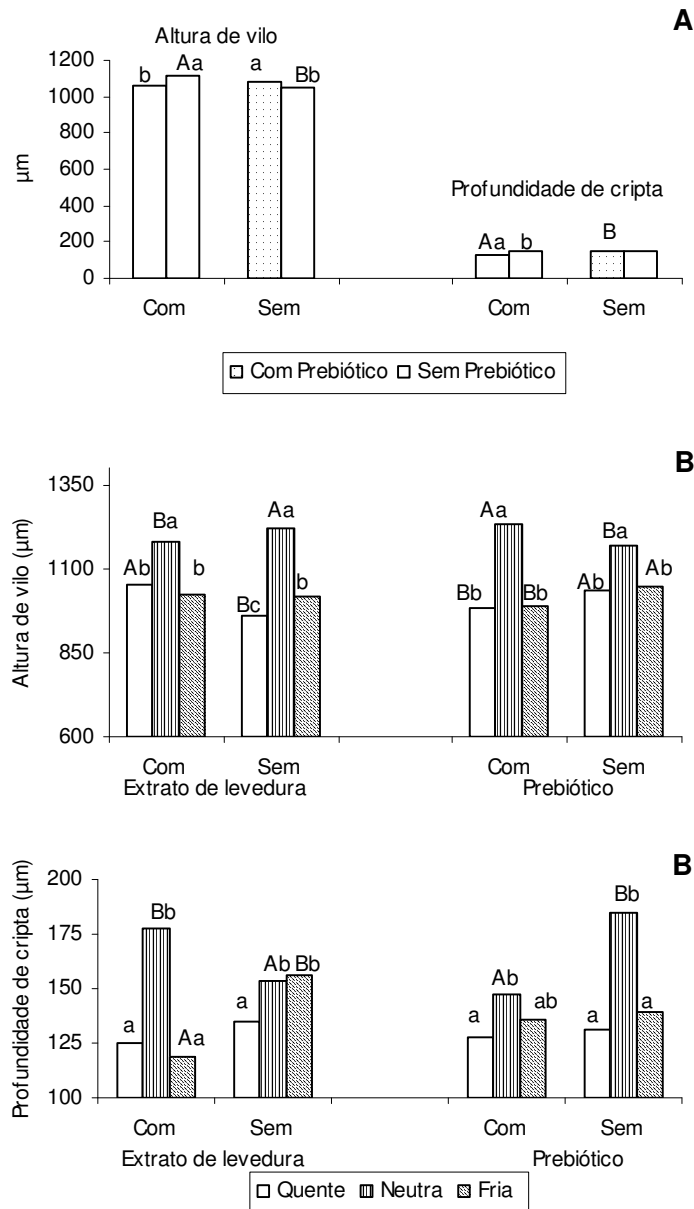 A
Altura de vilo
1200
1000
800
600
400
200
0
µm
b Aa a Bb
Profundidade de cripta
Aa b B
Com Sem Com Sem
Com Prebiótico Sem Prebiótico
B
Altura de vilo (µm)
1350
1100
850
600
Ab Ba b Bc Aa b Bb Aa Bb Ab Ba Ab
Com Sem Com Sem
Extrato de levedura Prebiótico
B
Profundidade de cripta (µm)
200
175
150
125
100
a Bb Aa a Ab Bb a Ab ab a Bb a
Com Sem Com Sem
Extrato de levedura Prebiótico
Quente Neutra Fria